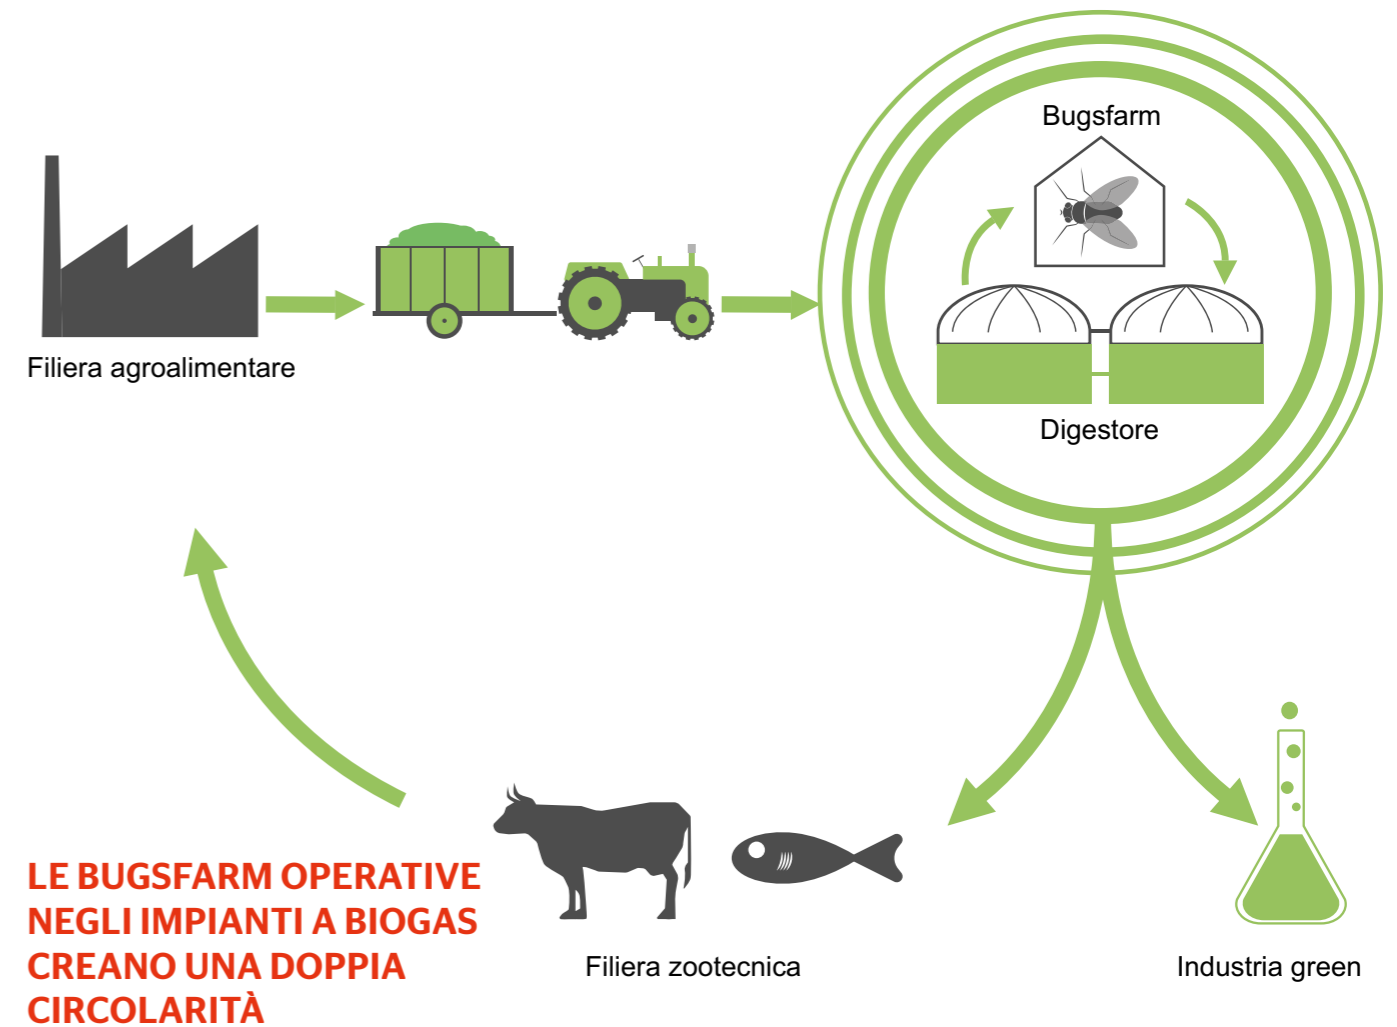 Bugsfarm
Filiera agroalimentare
Digestore
LE BUGSFARM OPERATIVE
NEGLI IMPIANTI A BIOGAS
CREANO UNA DOPPIA
CIRCOLARITÀ
Filiera zootecnica
Industria green